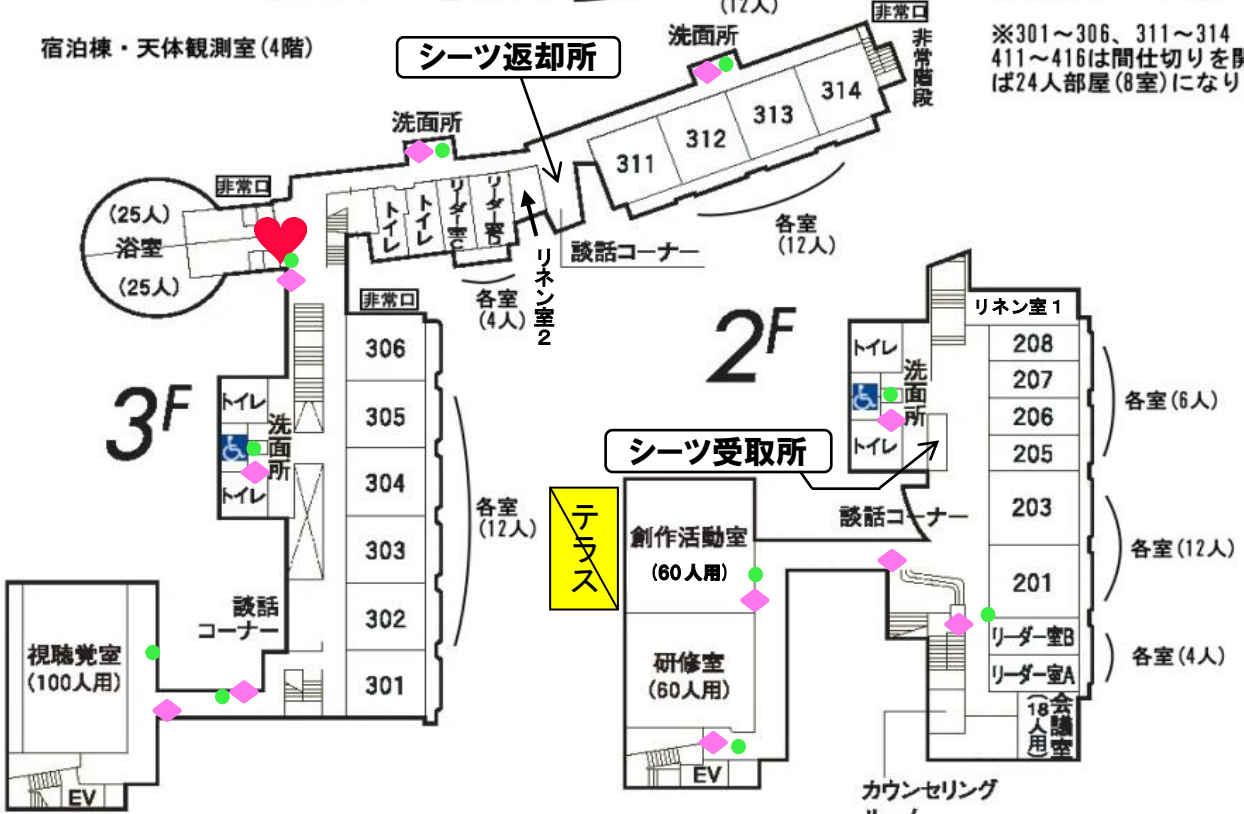 (12人)
非常口
宿泊棟・天体観測室(4階)
シーツ返却所
洗面所
非常階段
※301～306、311～314
411～416は間仕切りを開
ば24人部屋(8室)になり
314
313
312
311
洗面所
非常口
(25人)
浴室
(25人)
トイレ
トイレ
リーダー室C
リーダー室D
リネン室2
談話コーナー
各室
(12人)
各室
(4人)
非常口
3F
306
305
304
303
302
301
トイレ
洗面所
トイレ
各室
(12人)
談話
コーナー
視聴覚室
(100人用)
EV
2F
リネン室1
208
207
206
205
203
201
リーダー室B
リーダー室A
会議室
(18人用)
トイレ
洗面所
トイレ
各室(6人)
各室(12人)
各室(4人)
シーツ受取所
談話コーナー
テラス
創作活動室
(60人用)
研修室
(60人用)
EV
カウンセリング